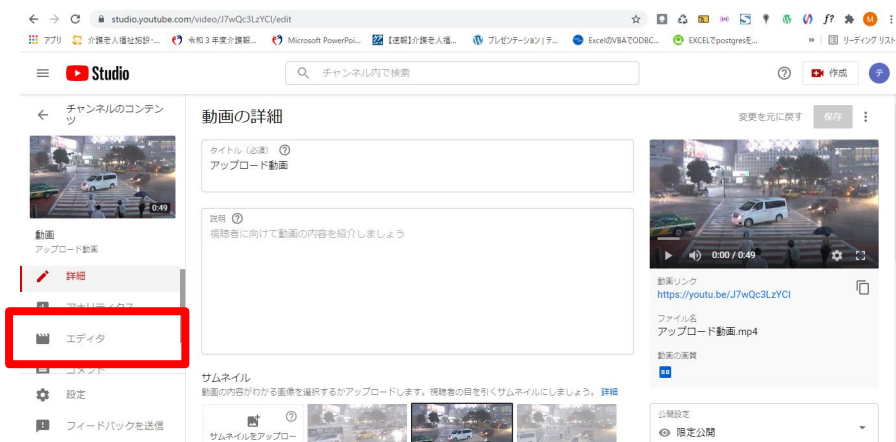 studio.youtube.com/video/J7wQc3LzYCI/edit
アプリ 介護老人福祉施設-... 令和３年度介護報... Microsoft PowerPoi... 【速報】介護老人福... プレゼンテーション | テ... ExcelのVBAでODBC... EXCELでpostgresを... » リーディング リスト
Studio
チャンネル内で検索
作成
テ
チャンネルのコンテン
ツ
動画の詳細
変更を元に戻す
保存
タイトル（必須）
アップロード動画
0:49
説明
視聴者に向けて動画の内容を紹介しましょう
動画
アップロード動画
0:00 / 0:49
詳細
動画リンク
https://youtu.be/J7wQc3LzYCI
アナリティクス
ファイル名
アップロード動画.mp4
エディタ
動画の画質
SD
コメント
サムネイル
動画の内容がわかる画像を選択するかアップロードします。視聴者の目を引くサムネイルにしましょう。 詳細
設定
公開設定
フィードバックを送信
サムネイルをアップロー
限定公開